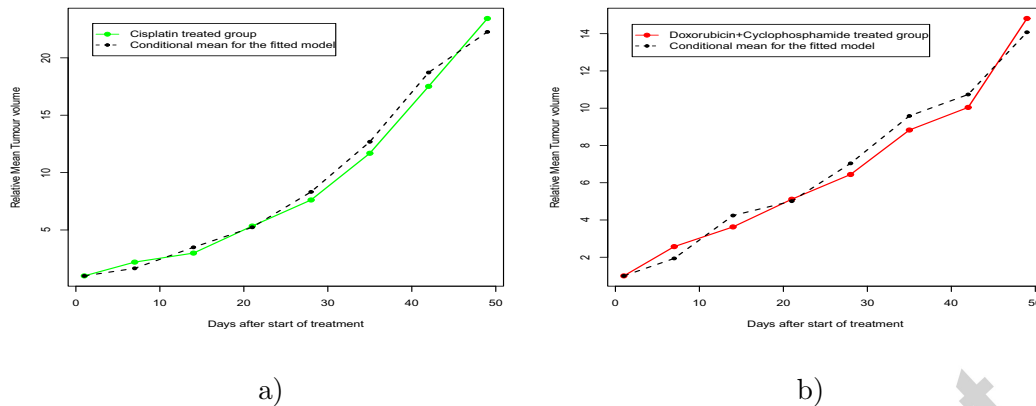 Cisplatin treated group
Conditional mean for the fitted model
Relative Mean Tumour volume
20
15
10
5
0
10
20
30
40
50
Days after start of treatment
a)
Doxorubicin+Cyclophosphamide treated group
Conditional mean for the fitted model
Relative Mean Tumour volume
14
12
10
8
6
4
2
0
10
20
30
40
50
Days after start of treatment
b)